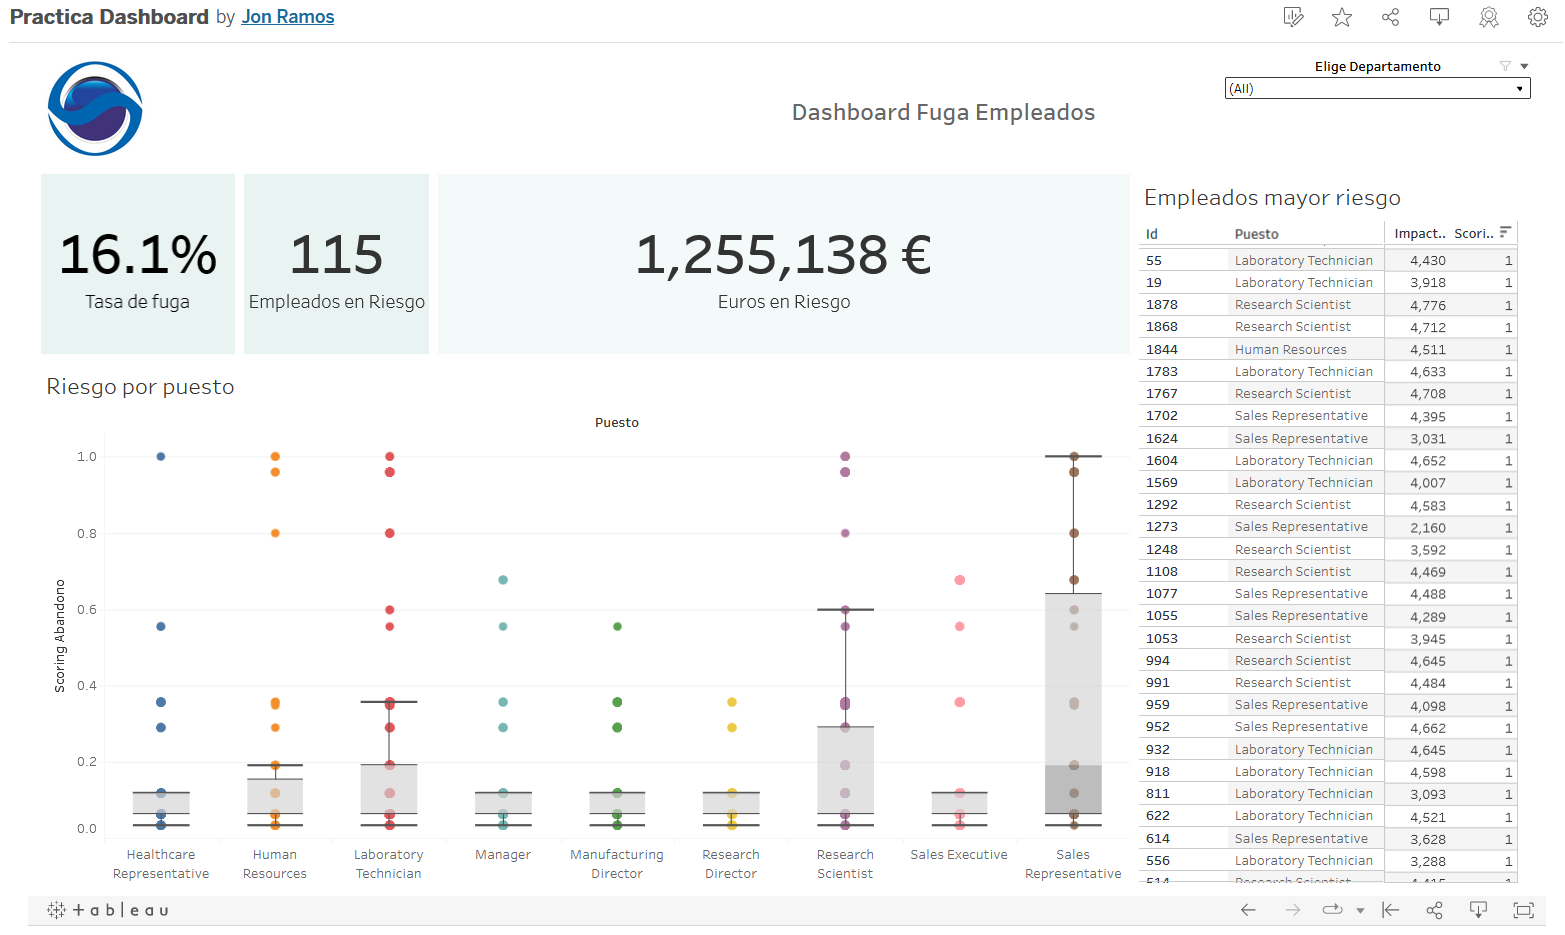 Practica Dashboard by Jon Ramos
Elige Departamento
(All)
Dashboard Fuga Empleados
16.1%
Tasa de fuga
115
Empleados en Riesgo
1,255,138 €
Euros en Riesgo
Empleados mayor riesgo
Id Puesto Impact.. Scori..
55 Laboratory Technician 4,430 1
19 Laboratory Technician 3,918 1
1878 Research Scientist 4,776 1
1868 Research Scientist 4,712 1
1844 Human Resources 4,511 1
1783 Laboratory Technician 4,633 1
1767 Research Scientist 4,708 1
1702 Sales Representative 4,395 1
1624 Sales Representative 3,031 1
1604 Laboratory Technician 4,652 1
1569 Laboratory Technician 4,007 1
1292 Research Scientist 4,583 1
1273 Sales Representative 2,160 1
1248 Research Scientist 3,592 1
1108 Research Scientist 4,469 1
1077 Sales Representative 4,488 1
1055 Sales Representative 4,289 1
1053 Research Scientist 3,945 1
994 Research Scientist 4,645 1
991 Research Scientist 4,484 1
959 Sales Representative 4,098 1
952 Sales Representative 4,662 1
932 Laboratory Technician 4,645 1
918 Laboratory Technician 4,598 1
811 Laboratory Technician 3,093 1
622 Laboratory Technician 4,521 1
614 Sales Representative 3,628 1
556 Laboratory Technician 3,288 1
514 Research Scientist 4,415 1
Riesgo por puesto
Puesto
Scoring Abandono
1.0
0.8
0.6
0.4
0.2
0.0
Healthcare Representative
Human Resources
Laboratory Technician
Manager
Manufacturing Director
Research Director
Research Scientist
Sales Executive
Sales Representative
+ a b | e a u